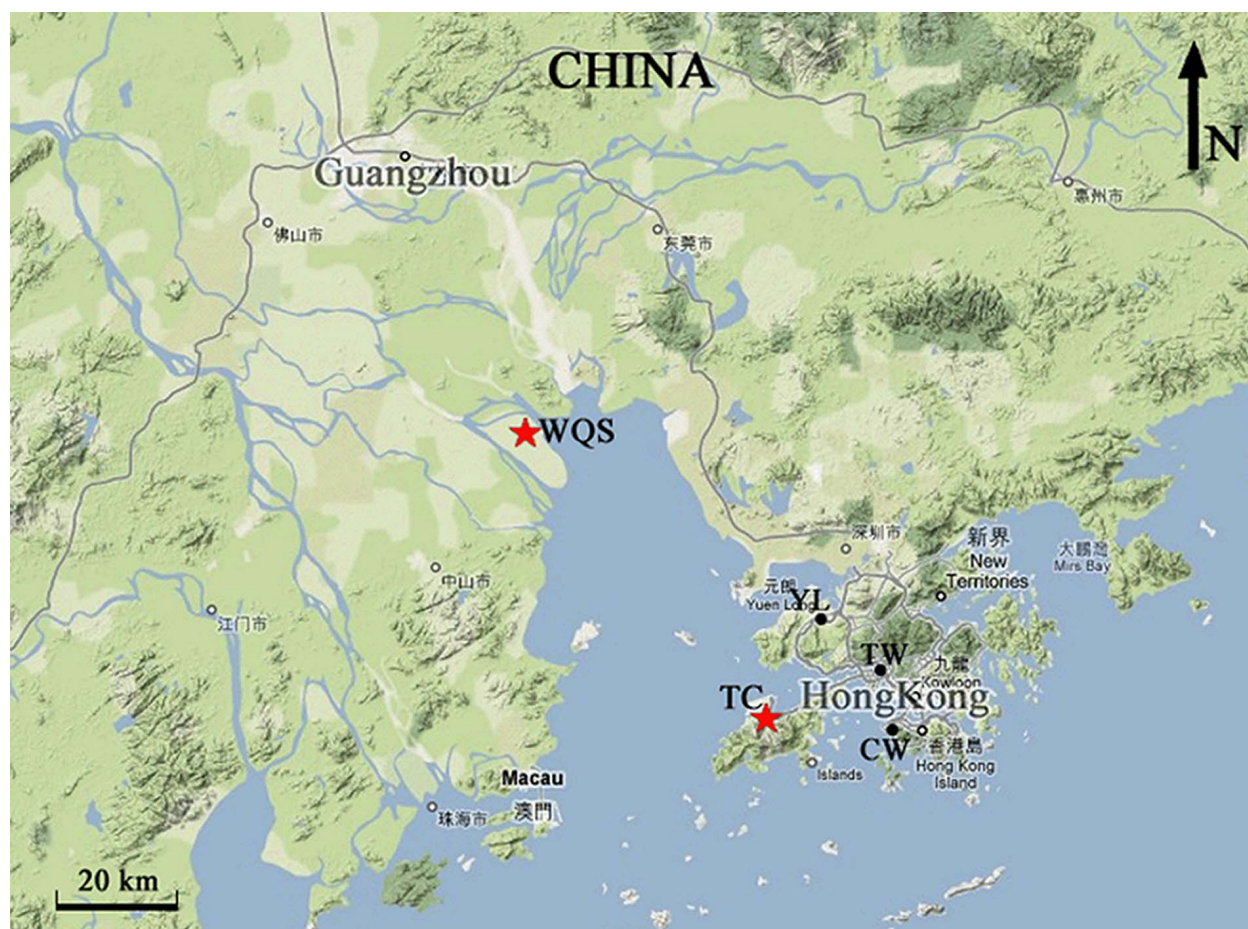 CHINA
N
Guangzhou
惠州市
佛山市
东莞市
WQS
深圳市
新界
New
Territories
大鵬灣
Mirs Bay
元朗
Yuen Long
YL
中山市
江门市
TW
九龍
Kowloon
TC
HongKong
CW
香港島
Hong Kong
Island
Islands
Macau
澳門
珠海市
20 km